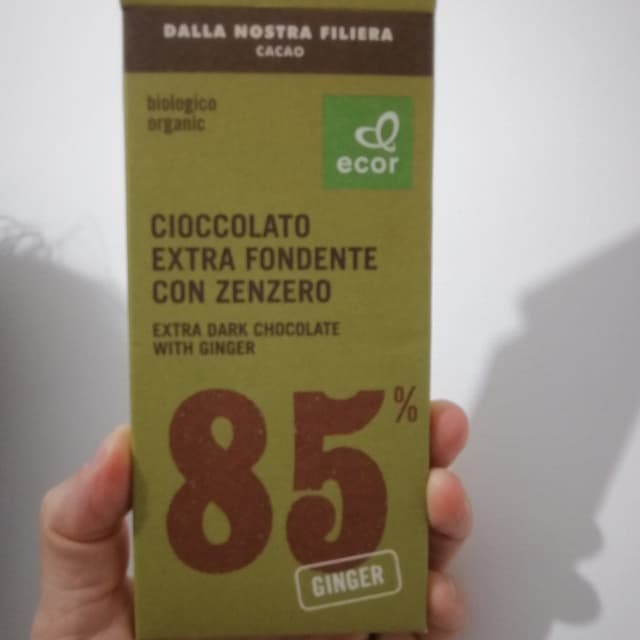 DALLA NOSTRA FILIERA
CACAO
biologico
organic
ecor
CIOCCOLATO
EXTRA FONDENTE
CON ZENZERO
EXTRA DARK CHOCOLATE
WITH GINGER
85%
GINGER